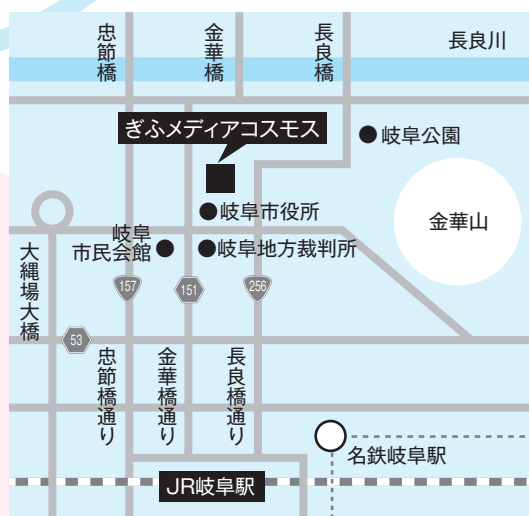 忠節橋
金華橋
長良橋
長良川
ぎふメディアコスモス
岐阜公園
岐阜市役所
金華山
岐阜
市民会館
岐阜地方裁判所
大縄場大橋
157
151
256
53
忠節橋通り
金華橋通り
長良橋通り
名鉄岐阜駅
JR岐阜駅